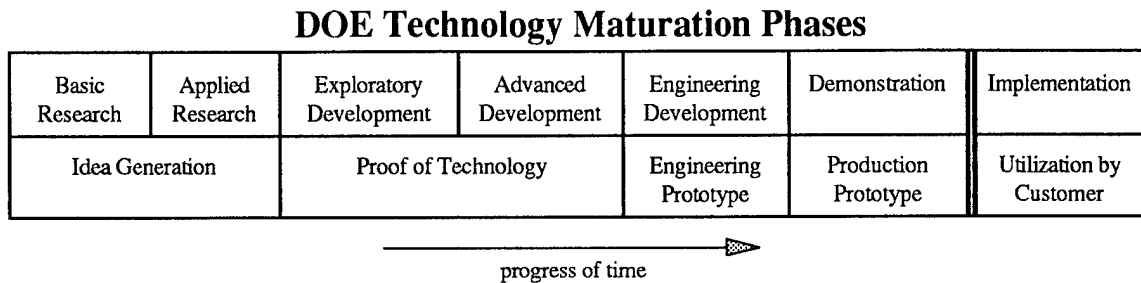 DOE Technology Maturation Phases
Basic Research
Applied Research
Exploratory Development
Advanced Development
Engineering Development
Demonstration
Implementation
Idea Generation
Proof of Technology
Engineering Prototype
Production Prototype
Utilization by Customer
progress of time